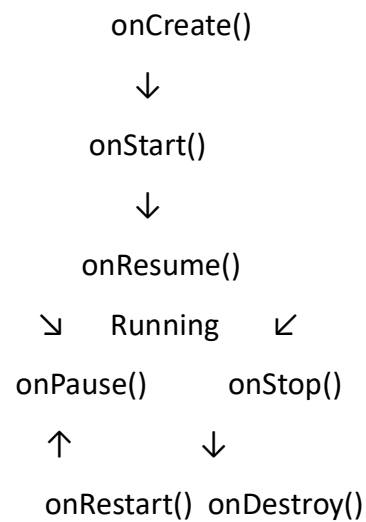 onCreate()
↓
onStart()
↓
onResume()
↘ Running ↙
onPause() onStop()
↑ ↓
onRestart() onDestroy()